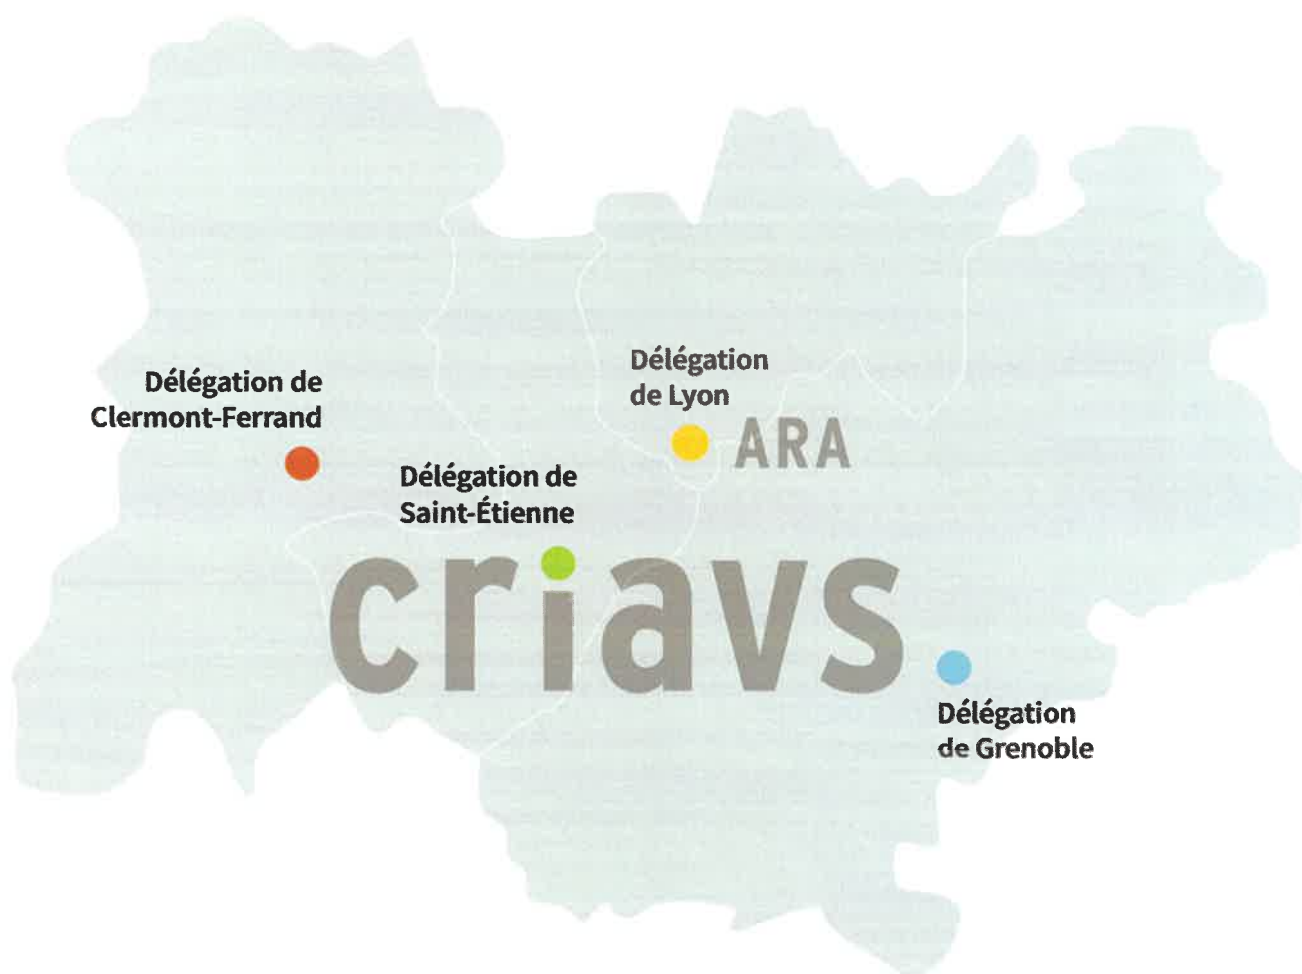 Délégation
de Lyon
Délégation de
Clermont-Ferrand
ARA
Délégation de
Saint-Étienne
criavs
Délégation
de Grenoble